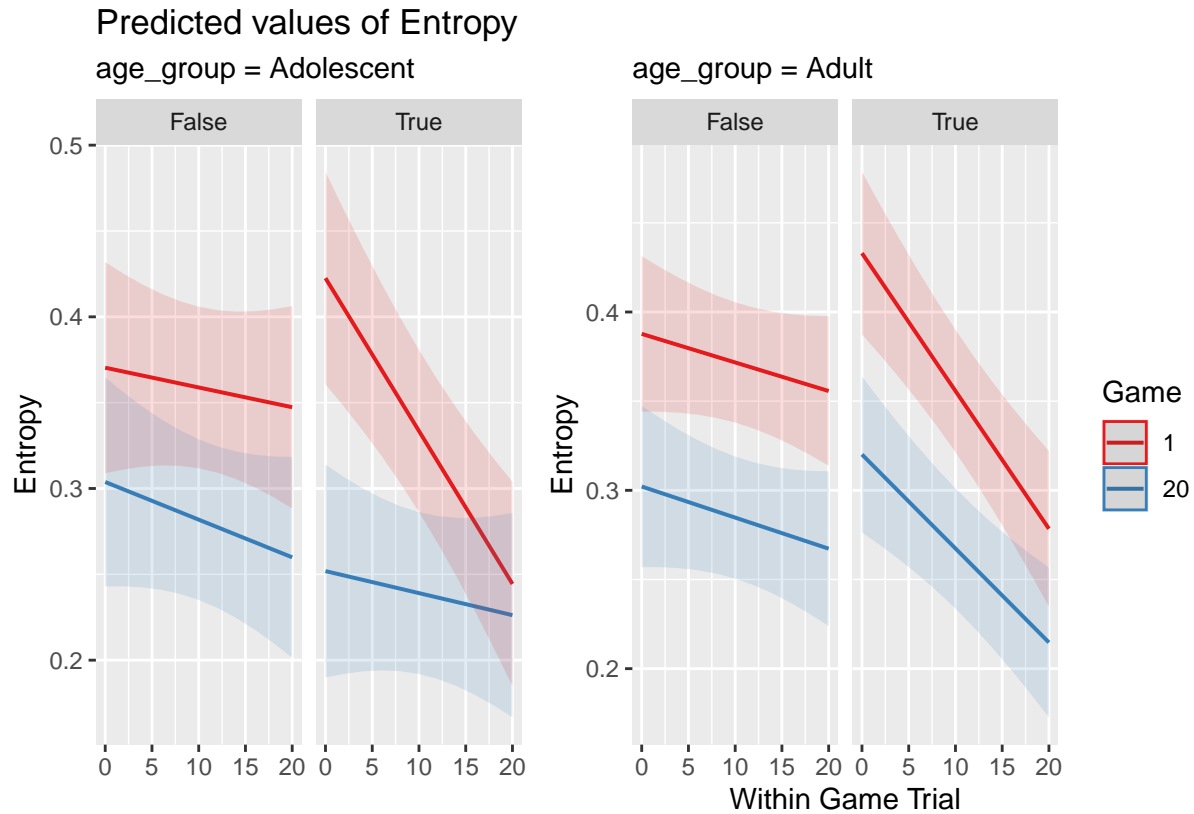 Predicted values of Entropy
age_group = Adolescent
age_group = Adult
False
True
False
True
0.5
0.4
0.3
0.2
Entropy
0.4
0.3
0.2
Entropy
0 5 10 15 20
0 5 10 15 20
0 5 10 15 20
0 5 10 15 20
Within Game Trial
Game
1
20